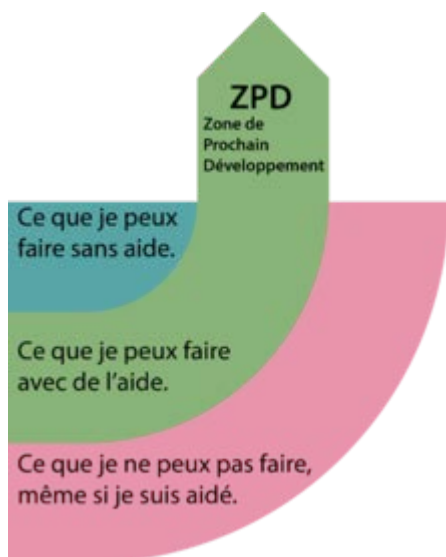 ZPD
Zone de
Prochain
Développement
Ce que je peux
faire sans aide.
Ce que je peux faire
avec de l'aide.
Ce que je ne peux pas faire,
même si je suis aidé.